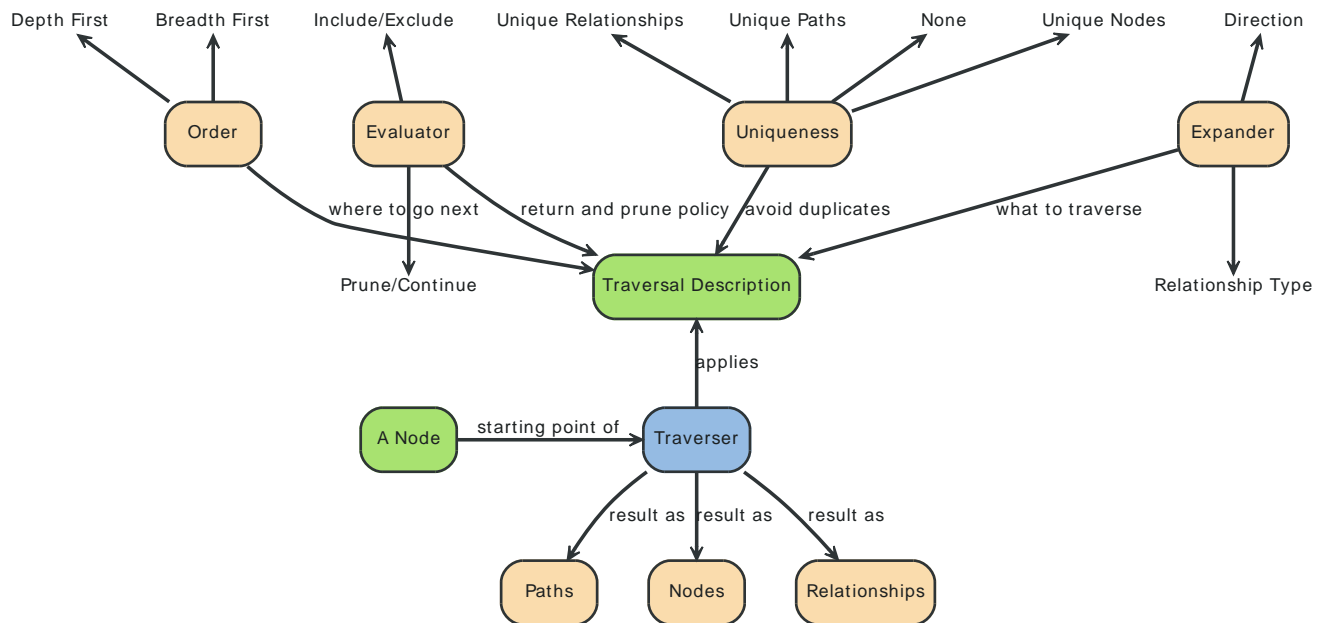 Depth First
Breadth First
Include/Exclude
Unique Relationships
Unique Paths
None
Unique Nodes
Direction
Order
Evaluator
Uniqueness
Expander
where to go next
return and prune policy
avoid duplicates
what to traverse
Prune/Continue
Traversal Description
Relationship Type
applies
A Node
starting point of
Traverser
result as
result as
result as
Paths
Nodes
Relationships